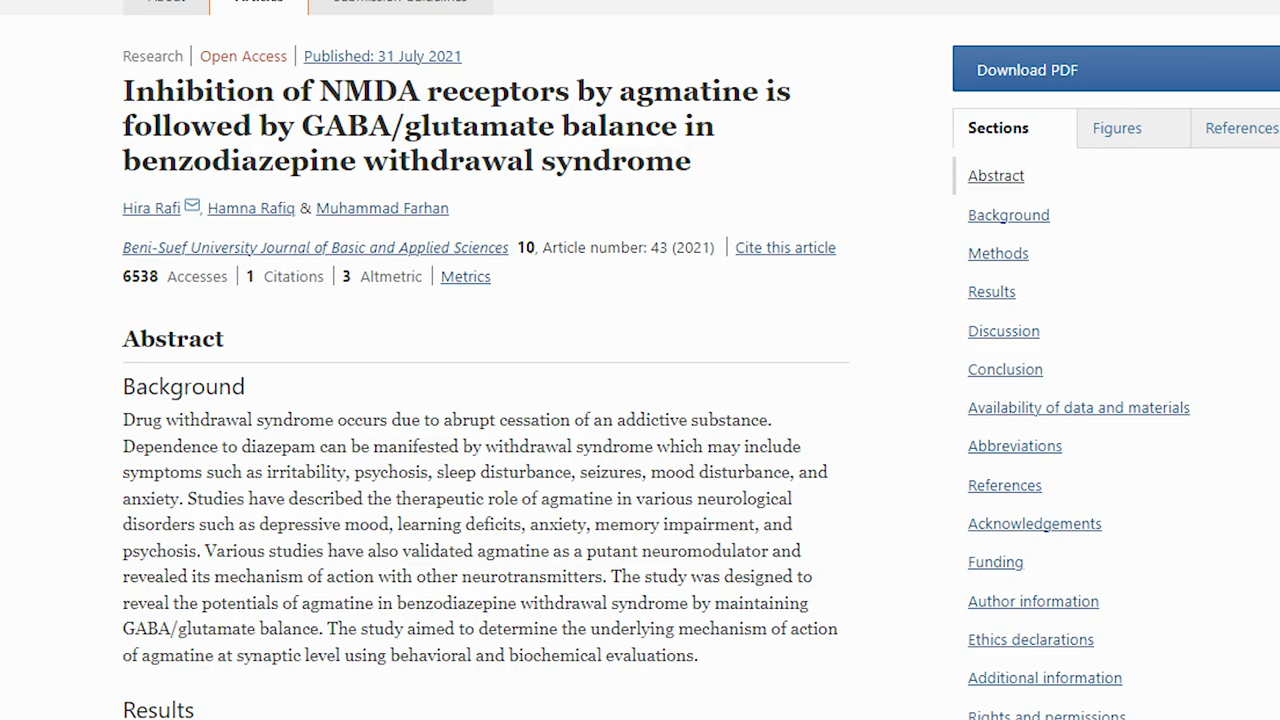 About Articles Submission Guidelines
Research Open Access Published: 31 July 2021
Inhibition of NMDA receptors by agmatine is
followed by GABA/glutamate balance in
benzodiazepine withdrawal syndrome
Hira Rafi, Hamna Rafiq & Muhammad Farhan
Beni-Suef University Journal of Basic and Applied Sciences 10, Article number: 43 (2021) Cite this article
6538 Accesses 1 Citations 3 Altmetric Metrics
Abstract
Background
Drug withdrawal syndrome occurs due to abrupt cessation of an addictive substance.
Dependence to diazepam can be manifested by withdrawal syndrome which may include
symptoms such as irritability, psychosis, sleep disturbance, seizures, mood disturbance, and
anxiety. Studies have described the therapeutic role of agmatine in various neurological
disorders such as depressive mood, learning deficits, anxiety, memory impairment, and
psychosis. Various studies have also validated agmatine as a putant neuromodulator and
revealed its mechanism of action with other neurotransmitters. The study was designed to
reveal the potentials of agmatine in benzodiazepine withdrawal syndrome by maintaining
GABA/glutamate balance. The study aimed to determine the underlying mechanism of action
of agmatine at synaptic level using behavioral and biochemical evaluations.
Results
Download PDF
Sections Figures References
Abstract
Background
Methods
Results
Discussion
Conclusion
Availability of data and materials
Abbreviations
References
Acknowledgements
Funding
Author information
Ethics declarations
Additional information
Rights and permissions